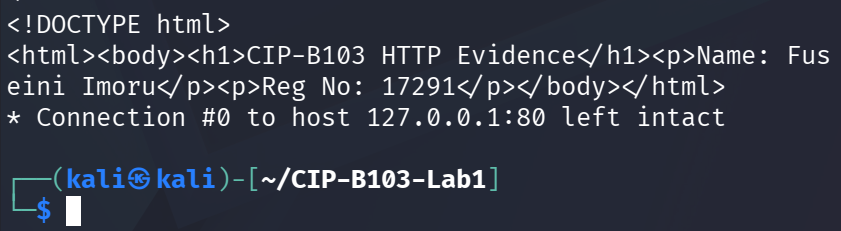 <!DOCTYPE html>
<html><body><h1>CIP-B103 HTTP Evidence</h1><p>Name: Fus
eini Imoru</p><p>Reg No: 17291</p></body></html>
* Connection #0 to host 127.0.0.1:80 left intact
┌──(kali㉿kali)-[~/CIP-B103-Lab1]
└─$